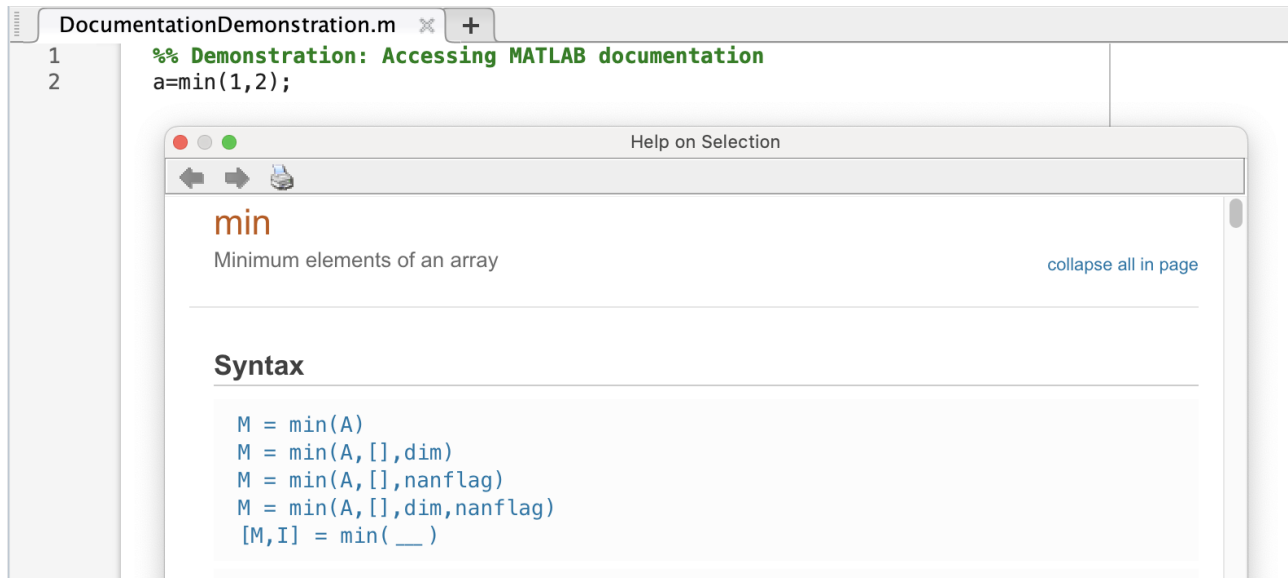 DocumentationDemonstration.m
1 %% Demonstration: Accessing MATLAB documentation
2 a=min(1,2);
Help on Selection
min
Minimum elements of an array
collapse all in page
Syntax
M = min(A)
M = min(A,[],dim)
M = min(A,[],nanflag)
M = min(A,[],dim,nanflag)
[M,I] = min(__)